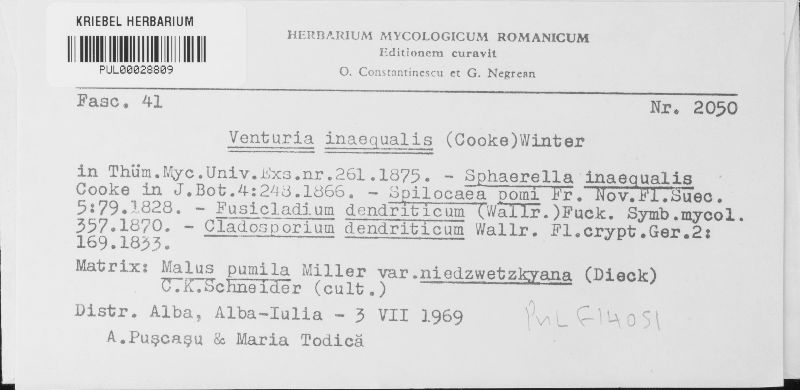 KRIEBEL HERBARIUM
PUL00028809
HERBARIUM MYCOLOGICUM ROMANICUM
Editionem curavit
O. Constantinescu et G. Negrean
Fasc. 41
Nr. 2050
Venturia inaequalis (Cooke)Winter
in Thüm.Myc.Univ.Exs.nr.261.1875. - Sphaerella inaequalis
Cooke in J.Bot.4:248.1866. - Spilocaea pomi Fr. Nov.Fl.Suec.
5:79.1828. - Fusicladium dendriticum (Wallr.)Fuck. Symb.mycol.
357.1870. - Cladosporium dendriticum Wallr. Fl.crypt.Ger.2:
169.1833.
Matrix: Malus pumila Miller var.niedzwetzkyana (Dieck)
C.K.Schneider (cult.)
Distr. Alba, Alba-Iulia - 3 VII 1969
PUL F14051
A.Pușcașu & Maria Todică